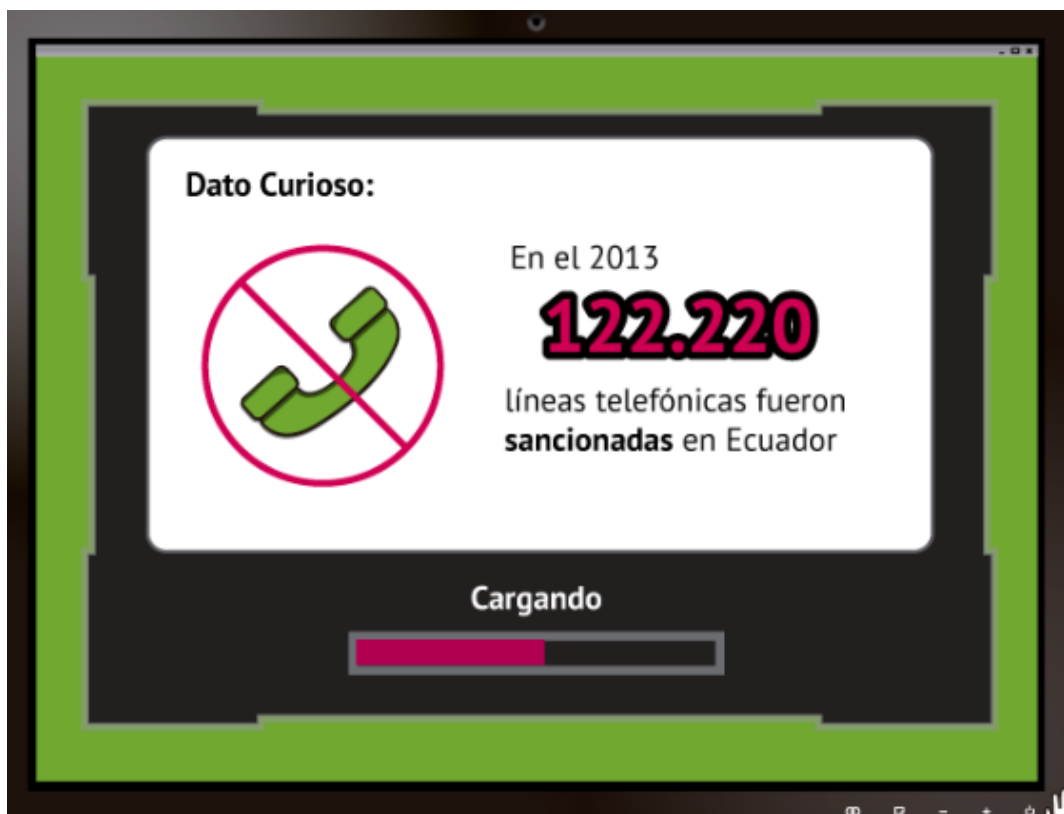 Dato Curioso:
En el 2013
122.220
líneas telefónicas fueron
sancionadas en Ecuador
Cargando